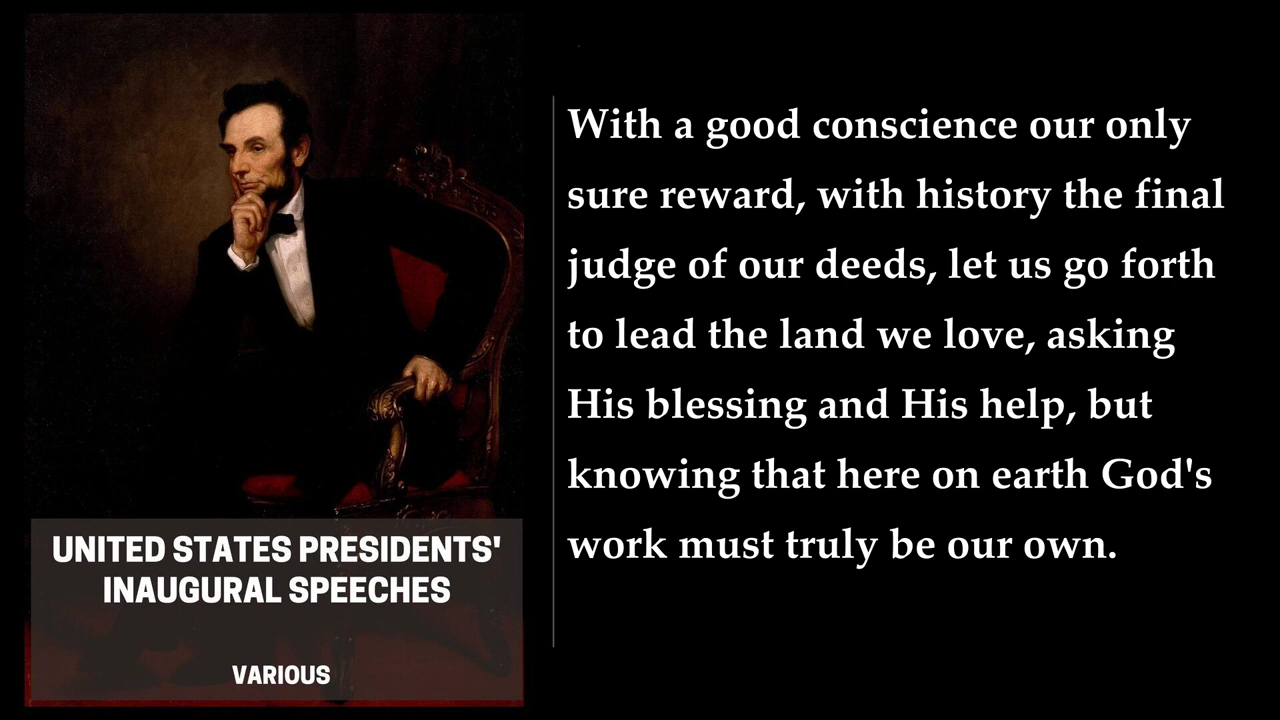 With a good conscience our only
sure reward, with history the final
judge of our deeds, let us go forth
to lead the land we love, asking
His blessing and His help, but
knowing that here on earth God's
work must truly be our own.
UNITED STATES PRESIDENTS'
INAUGURAL SPEECHES
VARIOUS